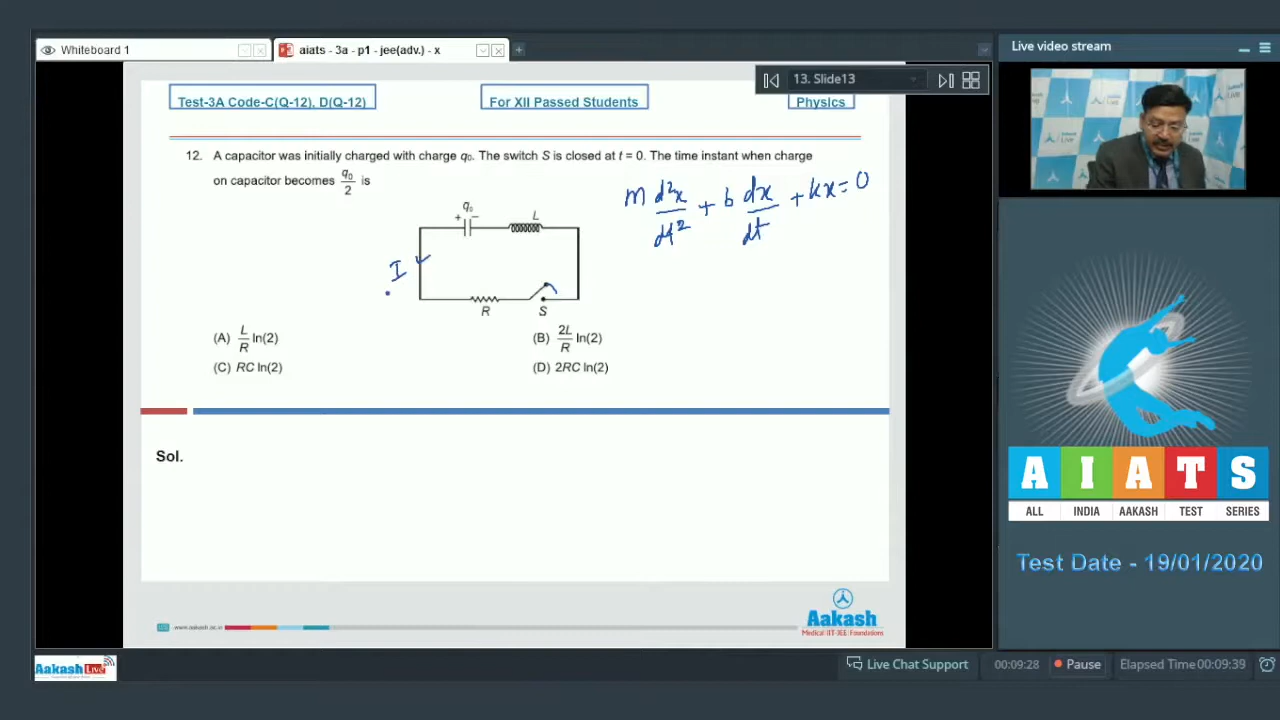 Whiteboard 1
aiats - 3a - p1 - jee(adv.) - x
Live video stream
13. Slide13
Test-3A Code-C(Q-12), D(Q-12)
For XII Passed Students
Physics
12. A capacitor was initially charged with charge q₀. The switch S is closed at t = 0. The time instant when charge
on capacitor becomes q₀/2 is
m d²x/dt² + b dx/dt + kx = 0
q₀
+ −
L
I
R
S
(A) L/R ln(2)
(B) 2L/R ln(2)
(C) RC ln(2)
(D) 2RC ln(2)
Sol.
AIATS
ALL INDIA AAKASH TEST SERIES
Test Date - 19/01/2020
www.aakash.ac.in
Aakash
Medical|IIT-JEE|Foundations
Aakash Live
Live Chat Support
00:09:28
Pause
Elapsed Time 00:09:39